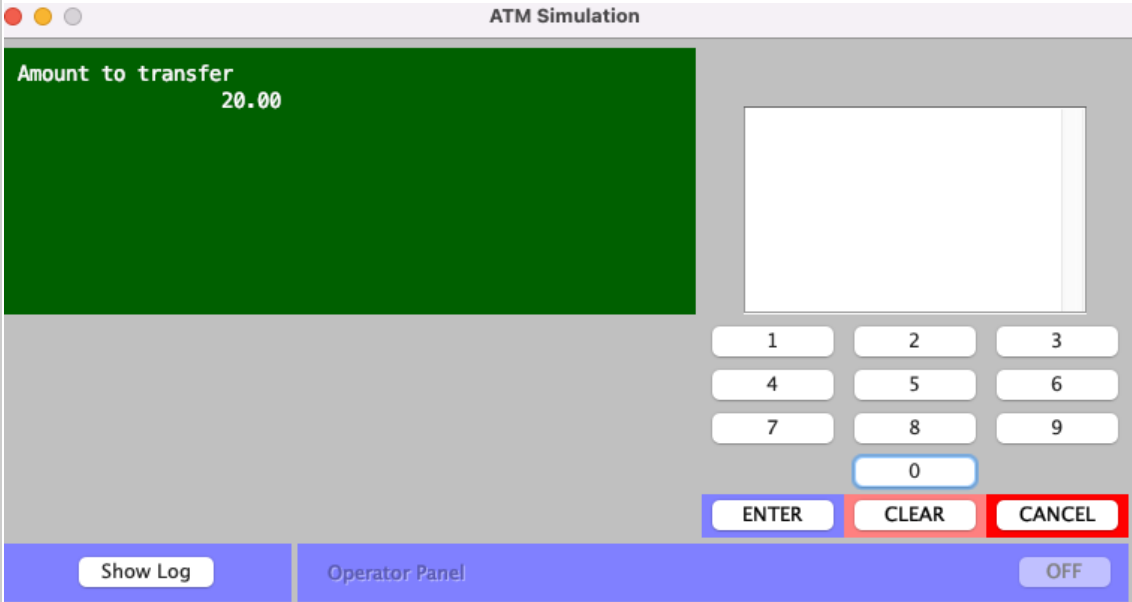 ATM Simulation
Amount to transfer
20.00
1 2 3
4 5 6
7 8 9
0
ENTER CLEAR CANCEL
Show Log Operator Panel OFF